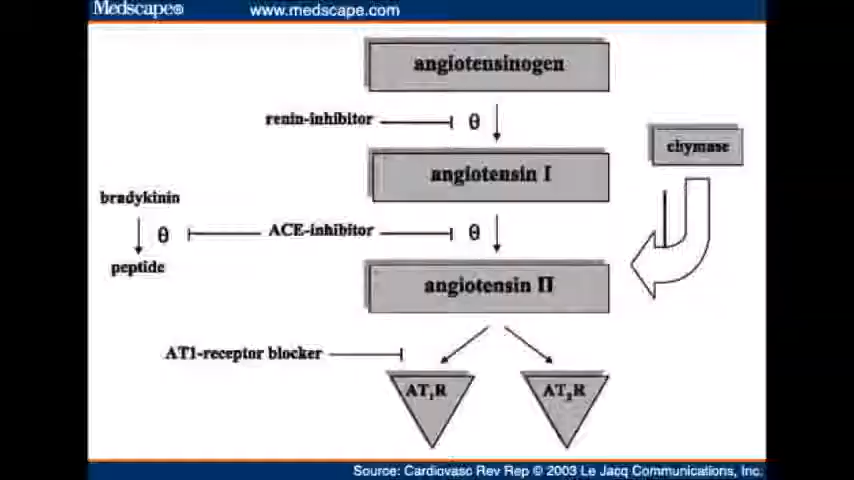 Medscape® www.medscape.com
angiotensinogen
renin-inhibitor θ
chymase
angiotensin I
bradykinin
θ ACE-inhibitor θ
peptide
angiotensin II
AT1-receptor blocker
AT₁R AT₂R
Source: Cardiovasc Rev Rep © 2003 Le Jacq Communications, Inc.